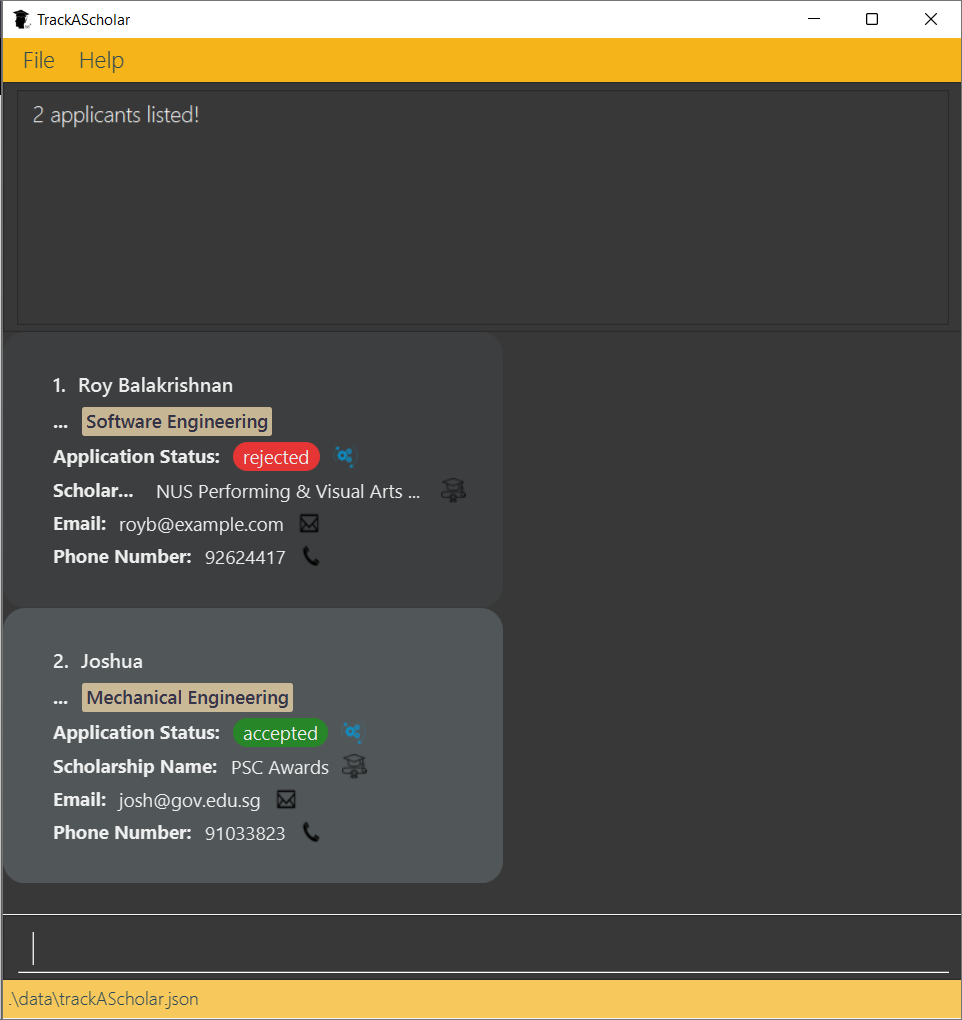 TrackAScholar
File Help
2 applicants listed!
1. Roy Balakrishnan
... Software Engineering
Application Status: rejected
Scholar... NUS Performing & Visual Arts ...
Email: royb@example.com
Phone Number: 92624417
2. Joshua
... Mechanical Engineering
Application Status: accepted
Scholarship Name: PSC Awards
Email: josh@gov.edu.sg
Phone Number: 91033823
.\data\trackAScholar.json